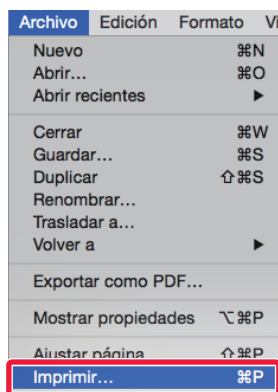 Archivo Edición Formato Vi
Nuevo ⌘N
Abrir... ⌘O
Abrir recientes ▶
Cerrar ⌘W
Guardar... ⌘S
Duplicar ⇧⌘S
Renombrar...
Trasladar a...
Volver a ▶
Exportar como PDF...
Mostrar propiedades ⌥⌘P
Ajustar página ⇧⌘P
Imprimir... ⌘P